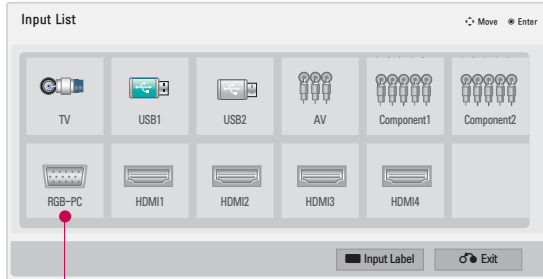 Input List
Move Enter
TV USB1 USB2 AV Component1 Component2
RGB-PC HDMI1 HDMI2 HDMI3 HDMI4
Input Label Exit